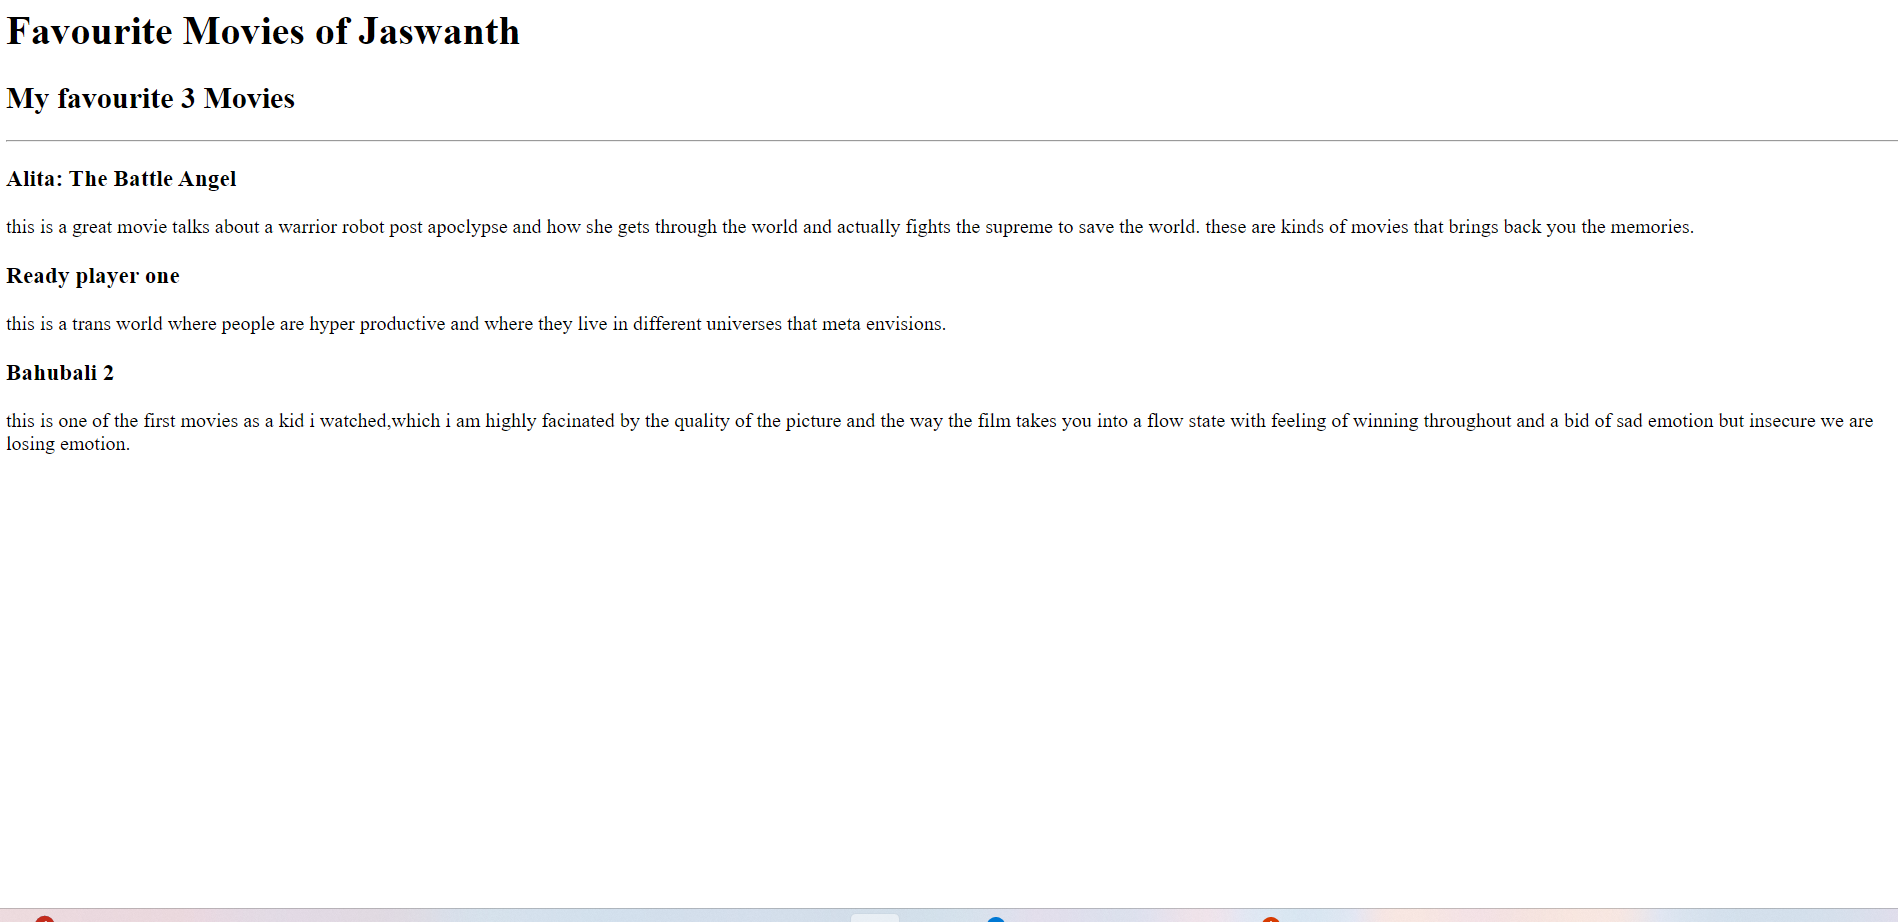 Favourite Movies of Jaswanth
My favourite 3 Movies
Alita: The Battle Angel
this is a great movie talks about a warrior robot post apoclypse and how she gets through the world and actually fights the supreme to save the world. these are kinds of movies that brings back you the memories.
Ready player one
this is a trans world where people are hyper productive and where they live in different universes that meta envisions.
Bahubali 2
this is one of the first movies as a kid i watched,which i am highly facinated by the quality of the picture and the way the film takes you into a flow state with feeling of winning throughout and a bid of sad emotion but insecure we are
losing emotion.